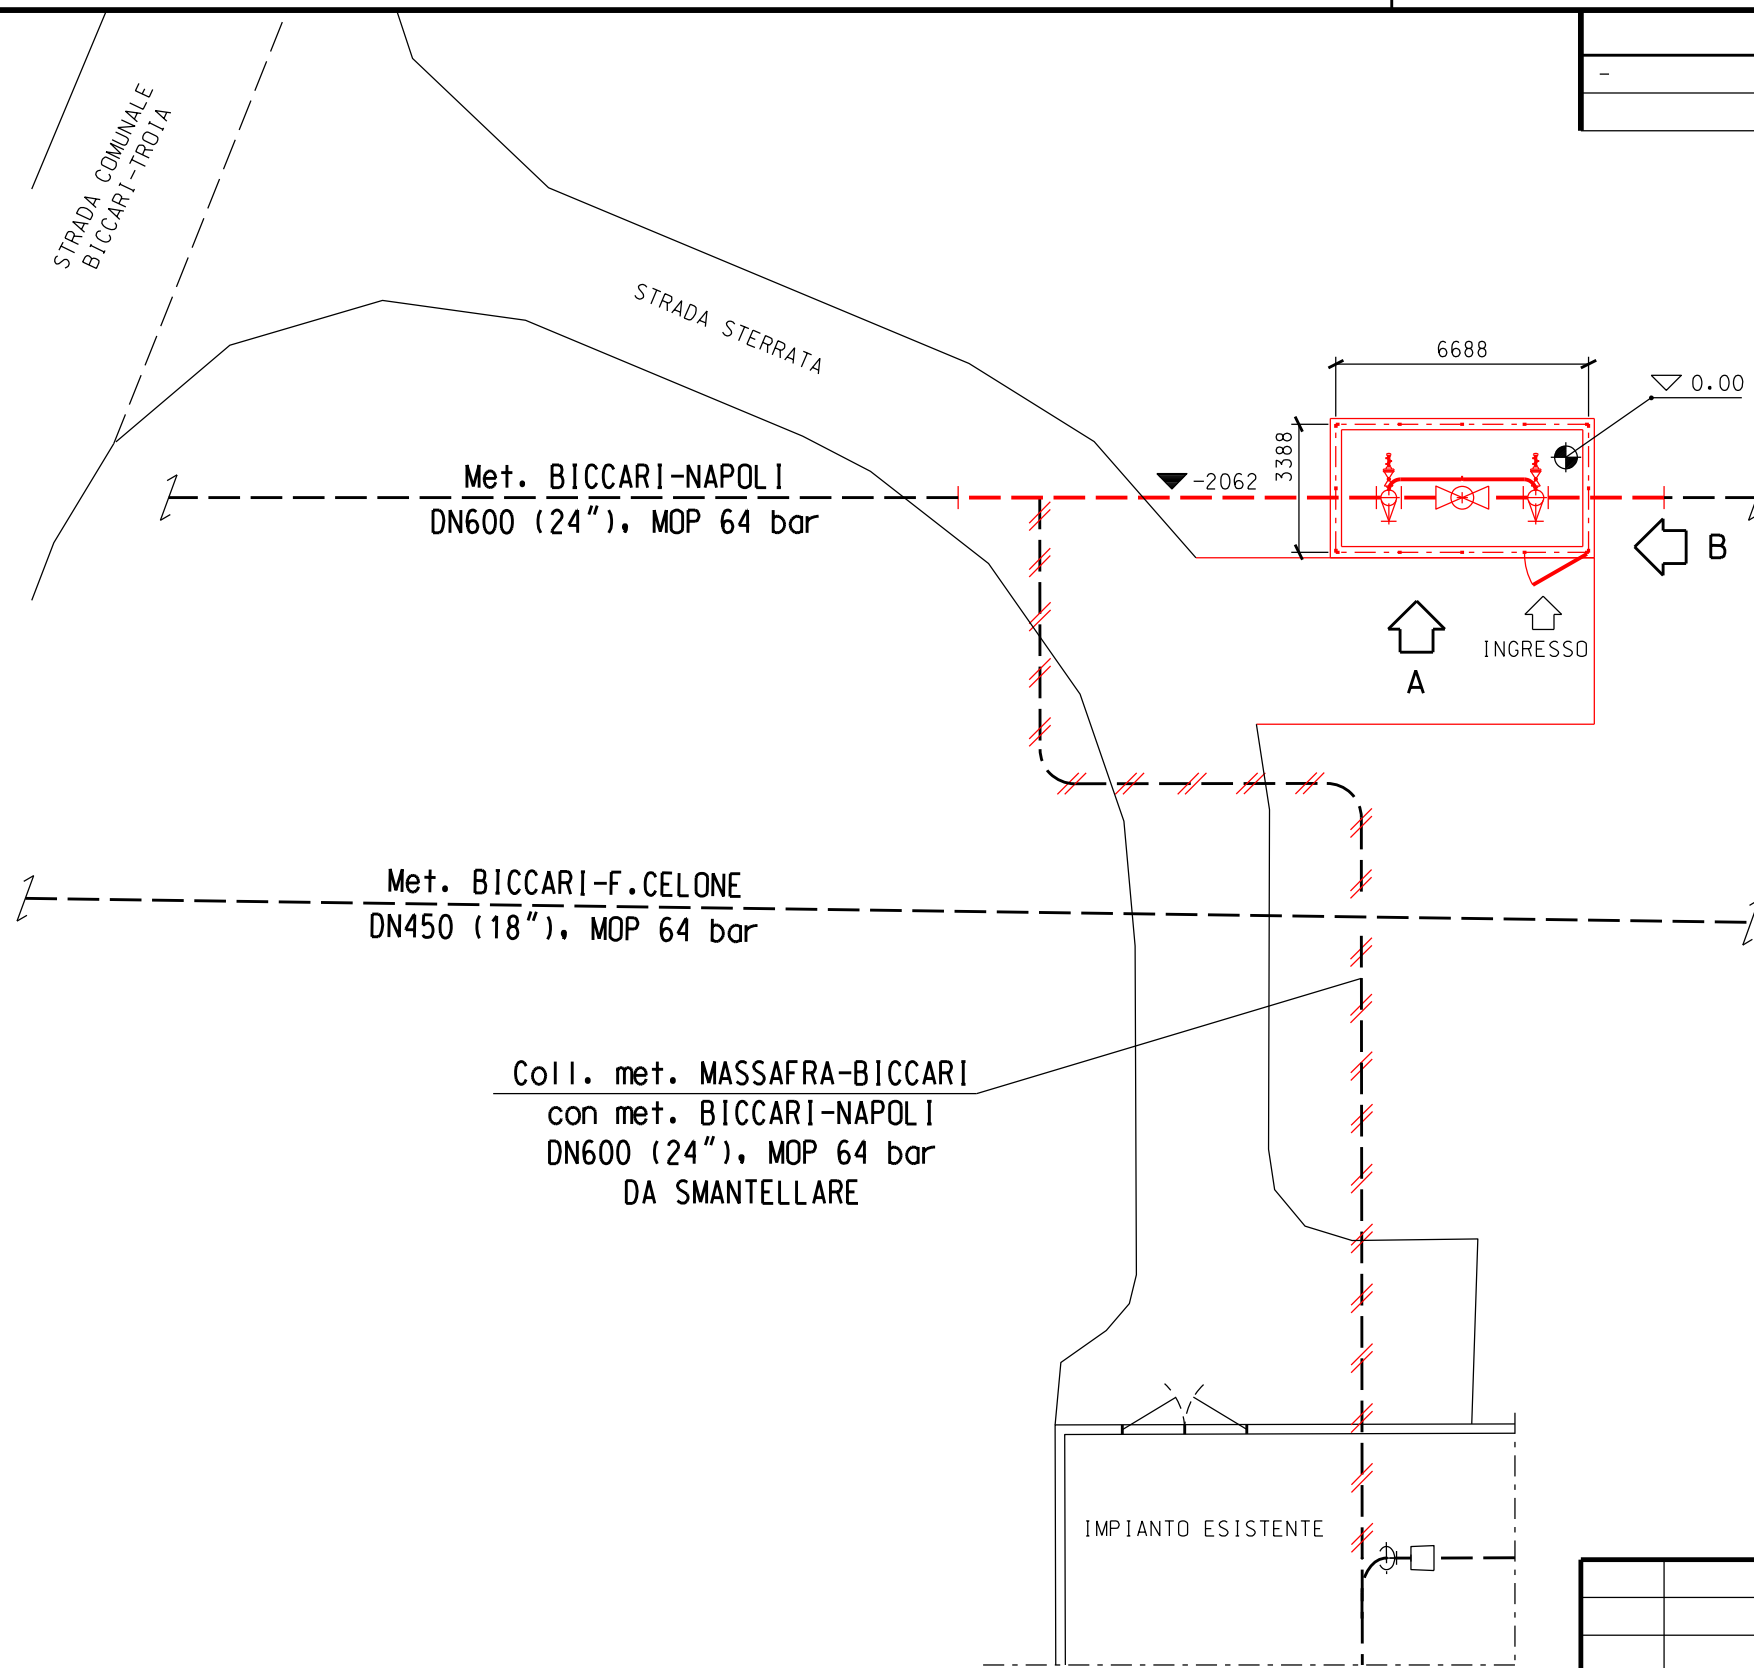 -
STRADA COMUNALE
BICCARI-TROIA
STRADA STERRATA
6688
0.00
3388
-2062
Met. BICCARI-NAPOLI
DN600 (24"), MOP 64 bar
B
INGRESSO
A
Met. BICCARI-F.CELONE
DN450 (18"), MOP 64 bar
Coll. met. MASSAFRA-BICCARI
con met. BICCARI-NAPOLI
DN600 (24"), MOP 64 bar
DA SMANTELLARE
IMPIANTO ESISTENTE